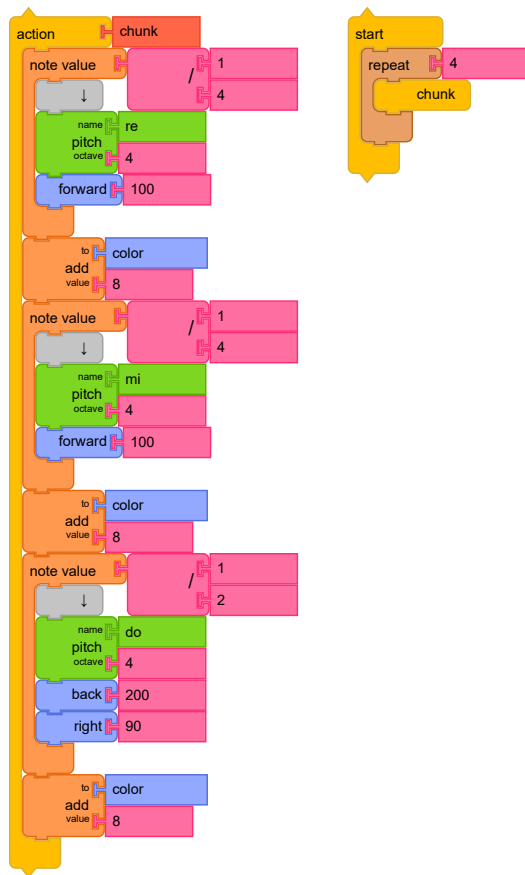 action chunk
note value / 1
4
↓
name re
pitch
octave 4
forward 100
to color
add
value 8
note value / 1
4
↓
name mi
pitch
octave 4
forward 100
to color
add
value 8
note value / 1
2
↓
name do
pitch
octave 4
back 200
right 90
to color
add
value 8
start
repeat 4
chunk